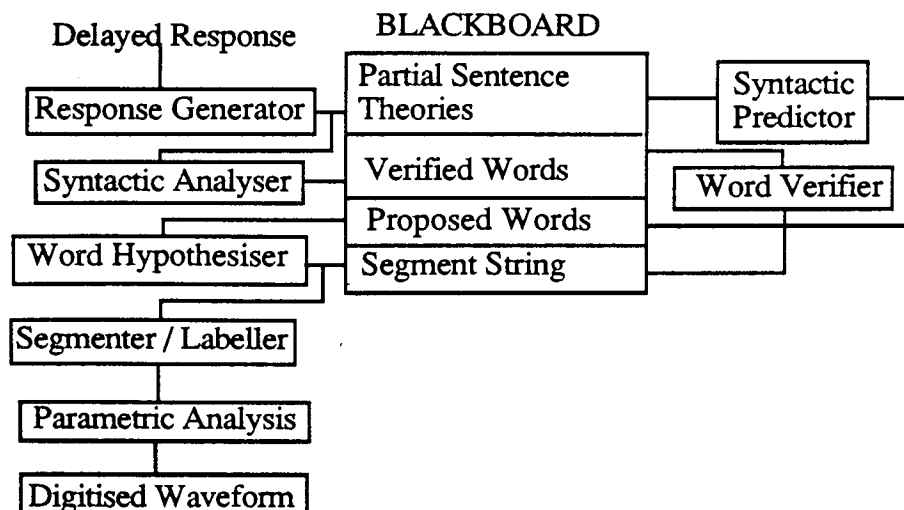 BLACKBOARD
Delayed Response
Response Generator
Syntactic Analyser
Word Hypothesiser
Segmenter / Labeller
Parametric Analysis
Digitised Waveform
Partial Sentence
Theories
Verified Words
Proposed Words
Segment String
Syntactic
Predictor
Word Verifier